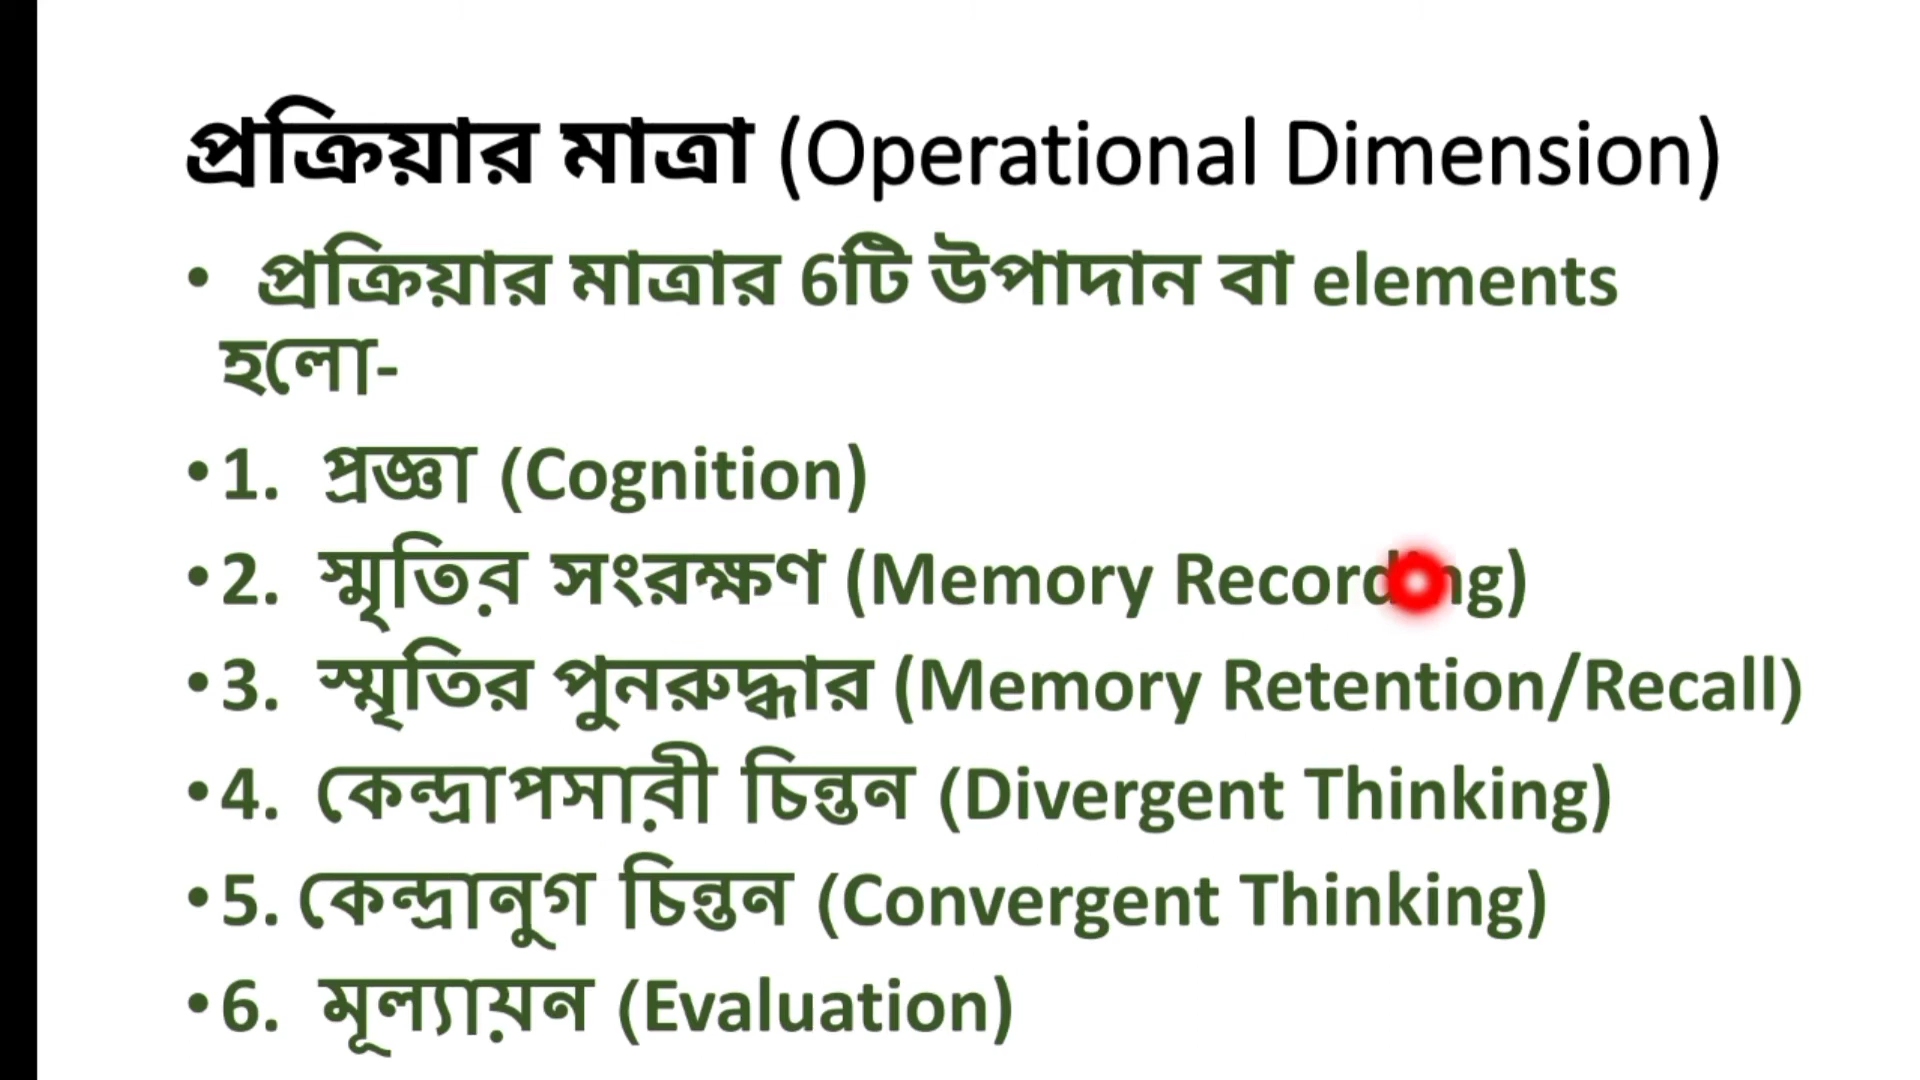 প্রক্রিয়ার মাত্রা (Operational Dimension)
• প্রক্রিয়ার মাত্রার 6টি উপাদান বা elements
হলো-
• 1. প্রজ্ঞা (Cognition)
• 2. স্মৃতির সংরক্ষণ (Memory Recording)
• 3. স্মৃতির পুনরুদ্ধার (Memory Retention/Recall)
• 4. কেন্দ্রাপসারী চিন্তন (Divergent Thinking)
• 5. কেন্দ্রানুগ চিন্তন (Convergent Thinking)
• 6. মূল্যায়ন (Evaluation)